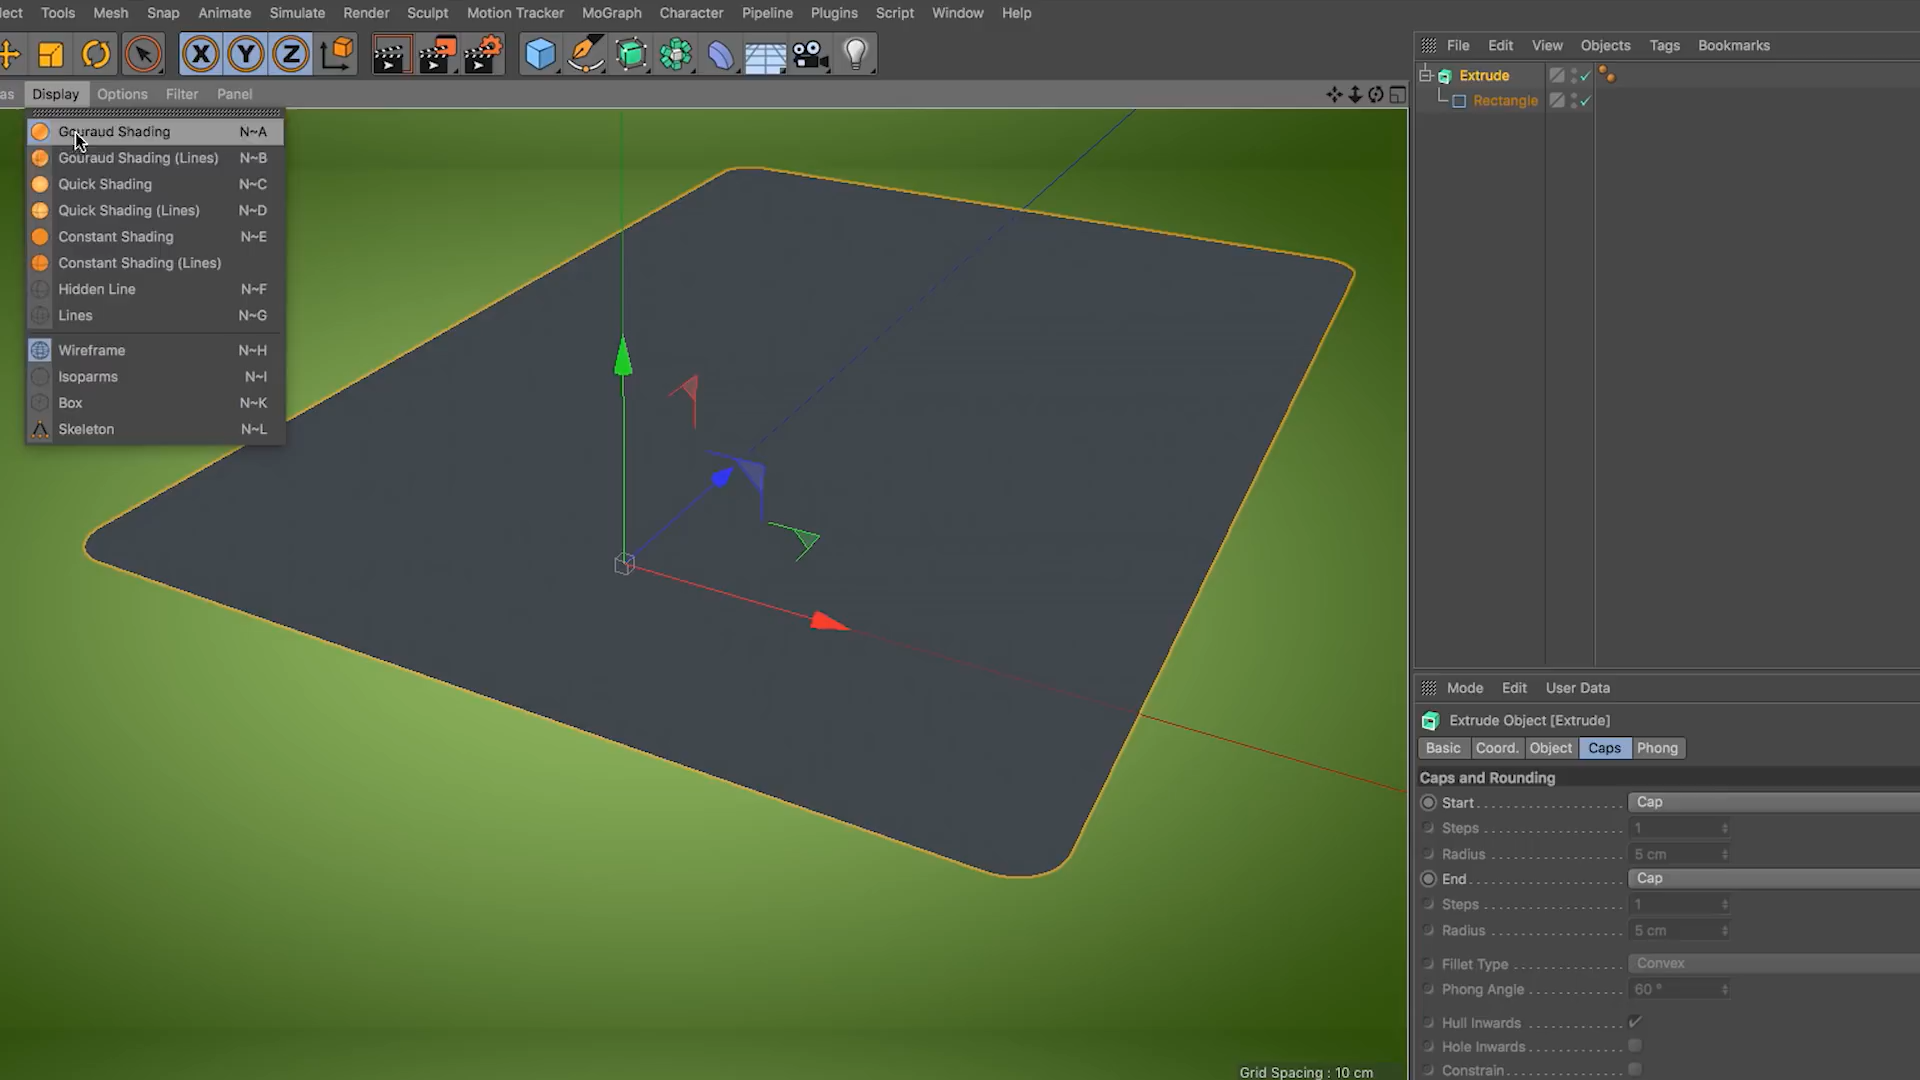 lect Tools Mesh Snap Animate Simulate Render Sculpt Motion Tracker MoGraph Character Pipeline Plugins Script Window Help
X Y Z
as Display Options Filter Panel
Gouraud Shading N~A
Gouraud Shading (Lines) N~B
Quick Shading N~C
Quick Shading (Lines) N~D
Constant Shading N~E
Constant Shading (Lines)
Hidden Line N~F
Lines N~G
Wireframe N~H
Isoparms N~I
Box N~K
Skeleton N~L
Grid Spacing : 10 cm
File Edit View Objects Tags Bookmarks
Extrude
Rectangle
Mode Edit User Data
Extrude Object [Extrude]
Basic Coord. Object Caps Phong
Caps and Rounding
Start Cap
Steps 1
Radius 5 cm
End Cap
Steps 1
Radius 5 cm
Fillet Type Convex
Phong Angle 60 °
Hull Inwards
Hole Inwards
Constrain